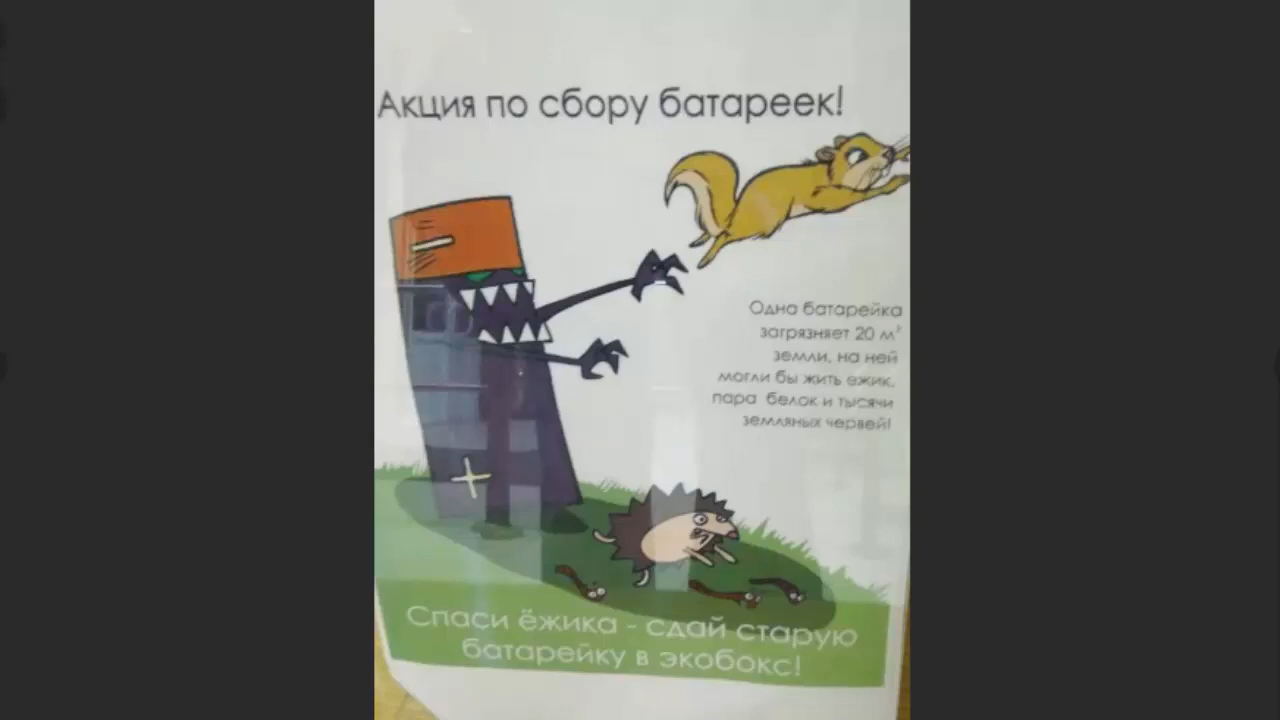 Акция по сбору батареек!
Одна батарейка
загрязняет 20 м²
земли, на ней
могли бы жить ежик,
пара белок и тысячи
земляных червей!
Спаси ёжика - сдай старую
батарейку в экобокс!